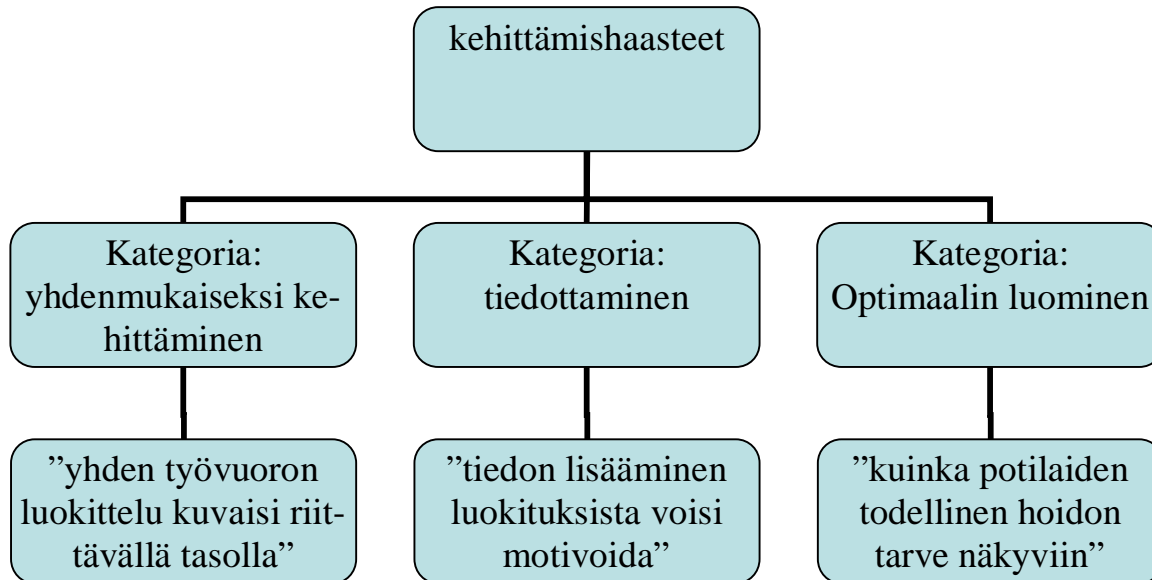 kehittämishaasteet
Kategoria:
yhdenmukaiseksi ke-
hittäminen
Kategoria:
tiedottaminen
Kategoria:
Optimaalin luominen
”yhden työvuoron
luokittelu kuvaisi riit-
tävällä tasolla”
”tiedon lisääminen
luokituksista voisi
motivoida”
”kuinka potilaiden
todellinen hoidon
tarve näkyviin”